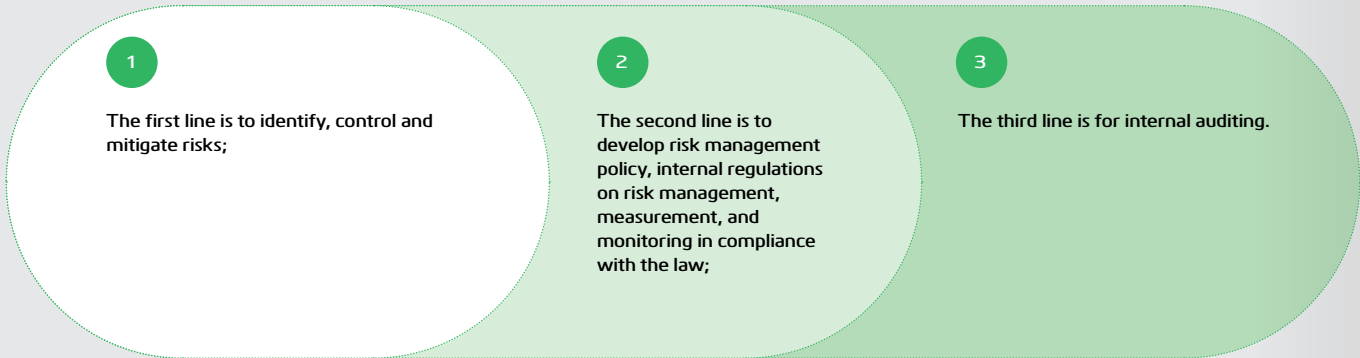 1
The first line is to identify, control and
mitigate risks;
2
The second line is to
develop risk management
policy, internal regulations
on risk management,
measurement, and
monitoring in compliance
with the law;
3
The third line is for internal auditing.